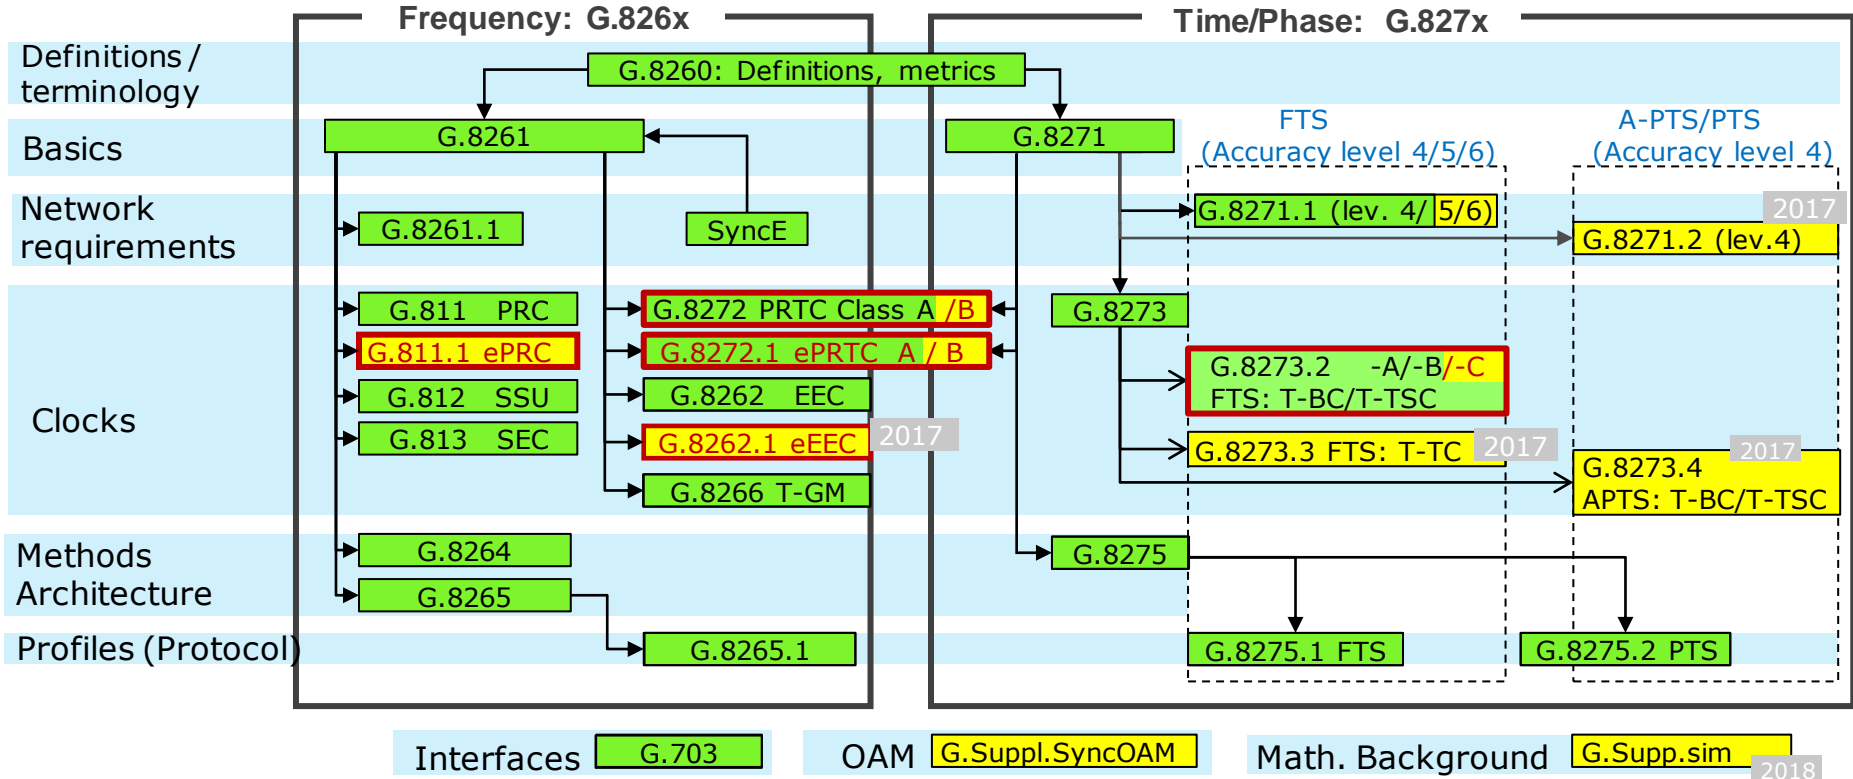 Frequency: G.826x
Time/Phase: G.827x
Definitions /
terminology
G.8260: Definitions, metrics
Basics
G.8261
G.8271
FTS
(Accuracy level 4/5/6)
A-PTS/PTS
(Accuracy level 4)
Network
requirements
G.8261.1
SyncE
G.8271.1 (lev. 4/ 5/6)
2017
G.8271.2 (lev.4)
Clocks
G.811 PRC
G.8272 PRTC Class A /B
G.8273
G.811.1 ePRC
G.8272.1 ePRTC A / B
G.8273.2 -A/-B/-C
FTS: T-BC/T-TSC
G.812 SSU
G.8262 EEC
G.813 SEC
G.8262.1 eEEC
2017
G.8273.3 FTS: T-TC
2017
2017
G.8273.4
APTS: T-BC/T-TSC
G.8266 T-GM
Methods
Architecture
G.8264
G.8275
G.8265
Profiles (Protocol)
G.8265.1
G.8275.1 FTS
G.8275.2 PTS
Interfaces
G.703
OAM
G.Suppl.SyncOAM
Math. Background
G.Supp.sim
2018